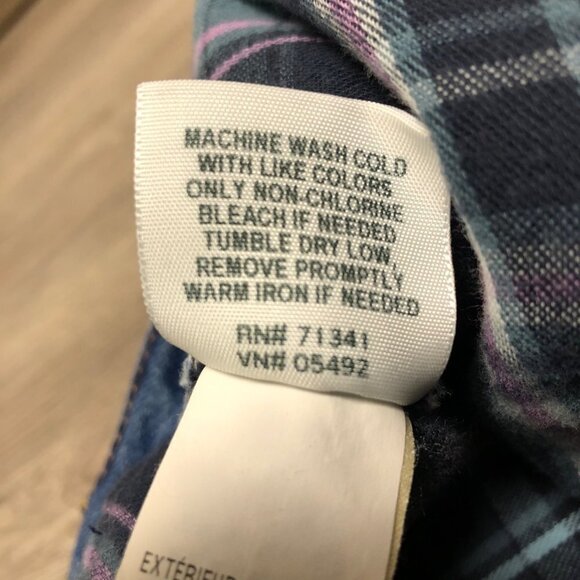 MACHINE WASH COLD
WITH LIKE COLORS
ONLY NON-CHLORINE
BLEACH IF NEEDED
TUMBLE DRY LOW,
REMOVE PROMPTLY
WARM IRON IF NEEDED
RN# 71341
VN# 05492
EXTÉRIEUR